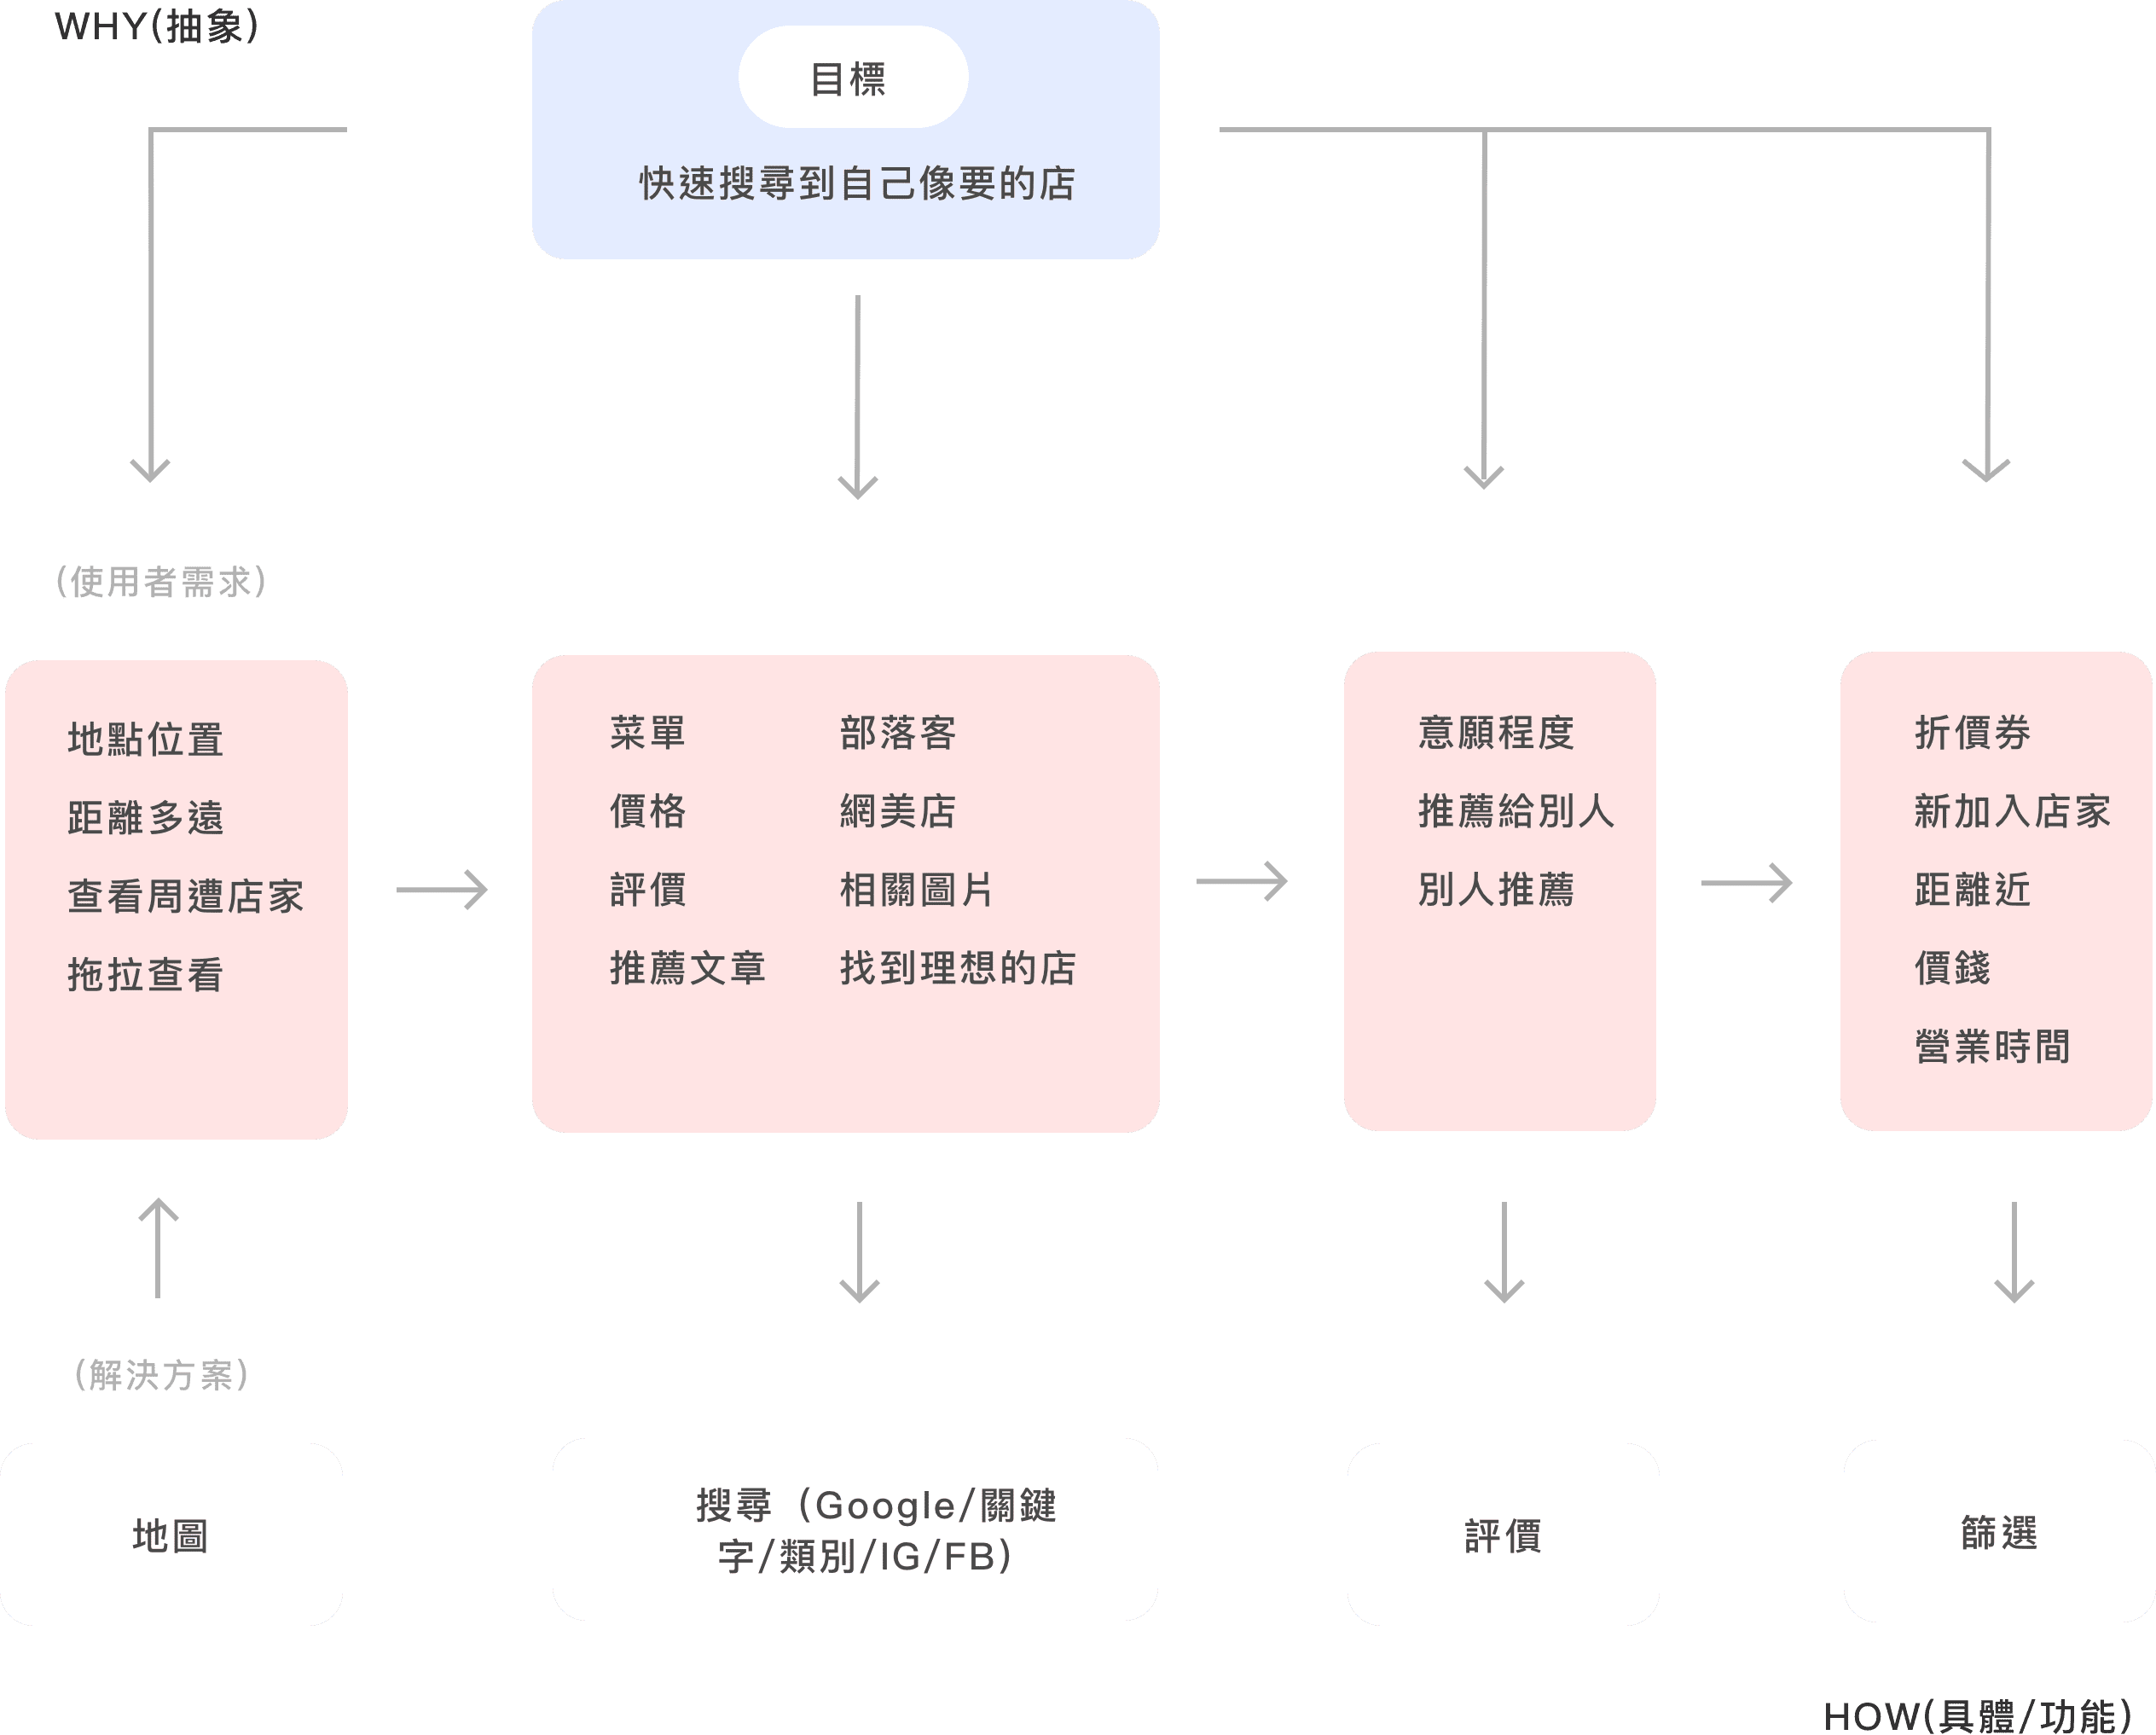 WHY(抽象)
目標
快速搜尋到自己像要的店
(使用者需求)
地點位置
距離多遠
查看周遭店家
拖拉查看
菜單
價格
評價
推薦文章
部落客
網美店
相關圖片
找到理想的店
意願程度
推薦給別人
別人推薦
折價券
新加入店家
距離近
價錢
營業時間
(解決方案)
地圖
搜尋（Google/關鍵
字/類別/IG/FB）
評價
篩選
HOW(具體/功能)